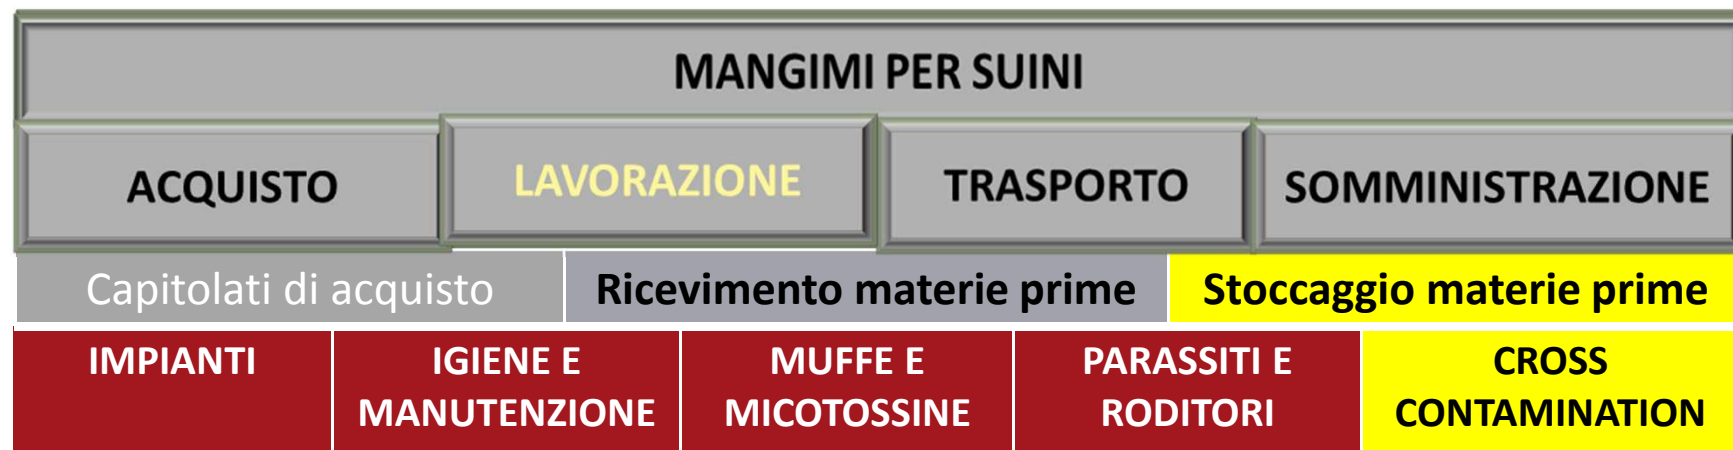 MANGIMI PER SUINI
ACQUISTO LAVORAZIONE TRASPORTO SOMMINISTRAZIONE
Capitolati di acquisto Ricevimento materie prime Stoccaggio materie prime
IMPIANTI IGIENE E MUFFE E PARASSITI E CROSS
MANUTENZIONE MICOTOSSINE RODITORI CONTAMINATION